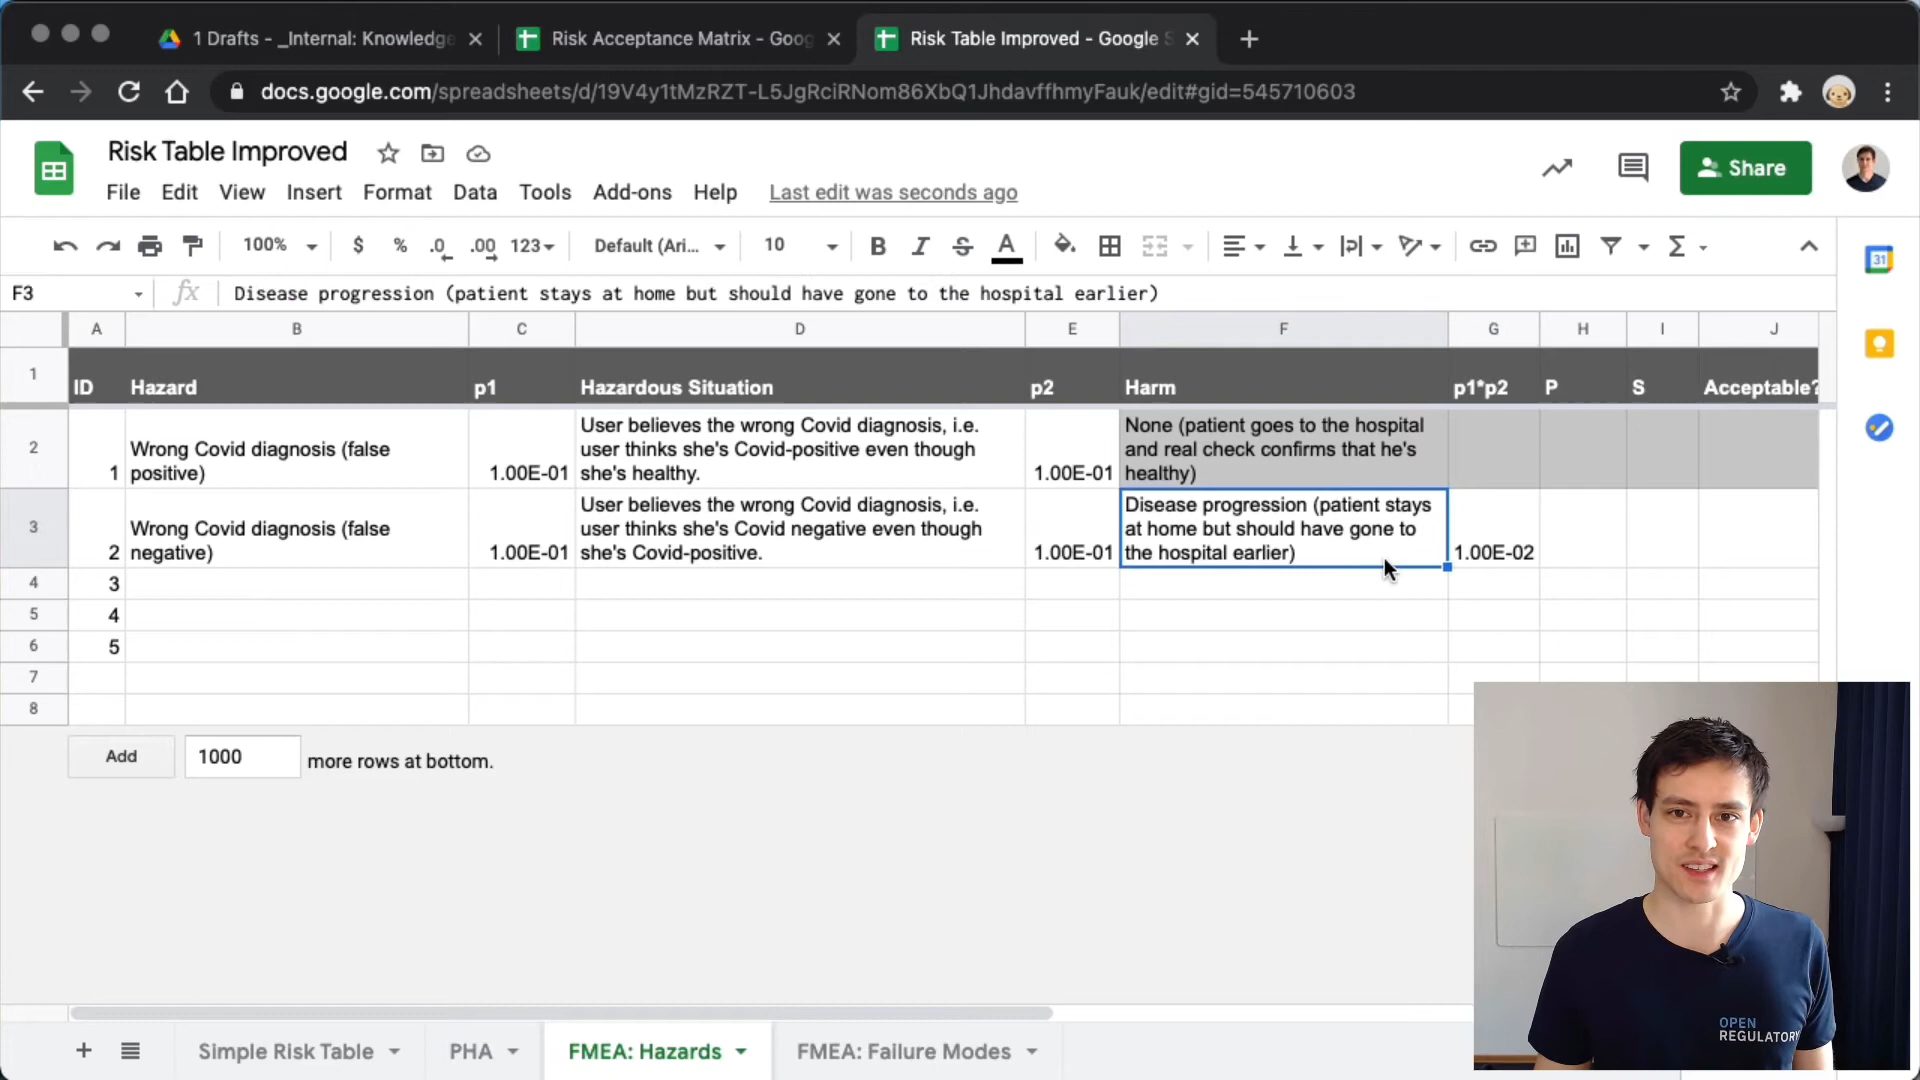 1 Drafts - _Internal: Knowledge
Risk Acceptance Matrix - Goog
Risk Table Improved - Google S
docs.google.com/spreadsheets/d/19V4y1tMzRZT-L5JgRciRNom86XbQ1JhdavffhmyFauk/edit#gid=545710603
Risk Table Improved
File Edit View Insert Format Data Tools Add-ons Help Last edit was seconds ago
Share
100% $ % .0 .00 123 Default (Ari... 10 B I S A
31
F3 fx Disease progression (patient stays at home but should have gone to the hospital earlier)
A B C D E F G H I J
1 ID Hazard p1 Hazardous Situation p2 Harm p1*p2 P S Acceptable?
2 1 Wrong Covid diagnosis (false
positive)
1.00E-01
User believes the wrong Covid diagnosis, i.e.
user thinks she's Covid-positive even though
she's healthy.
1.00E-01
None (patient goes to the hospital
and real check confirms that he's
healthy)
3 2 Wrong Covid diagnosis (false
negative)
1.00E-01
User believes the wrong Covid diagnosis, i.e.
user thinks she's Covid negative even though
she's Covid-positive.
1.00E-01
Disease progression (patient stays
at home but should have gone to
the hospital earlier)
1.00E-02
4 3
5 4
6 5
7
8
Add 1000 more rows at bottom.
OPEN
REGULATORY
Simple Risk Table PHA FMEA: Hazards FMEA: Failure Modes